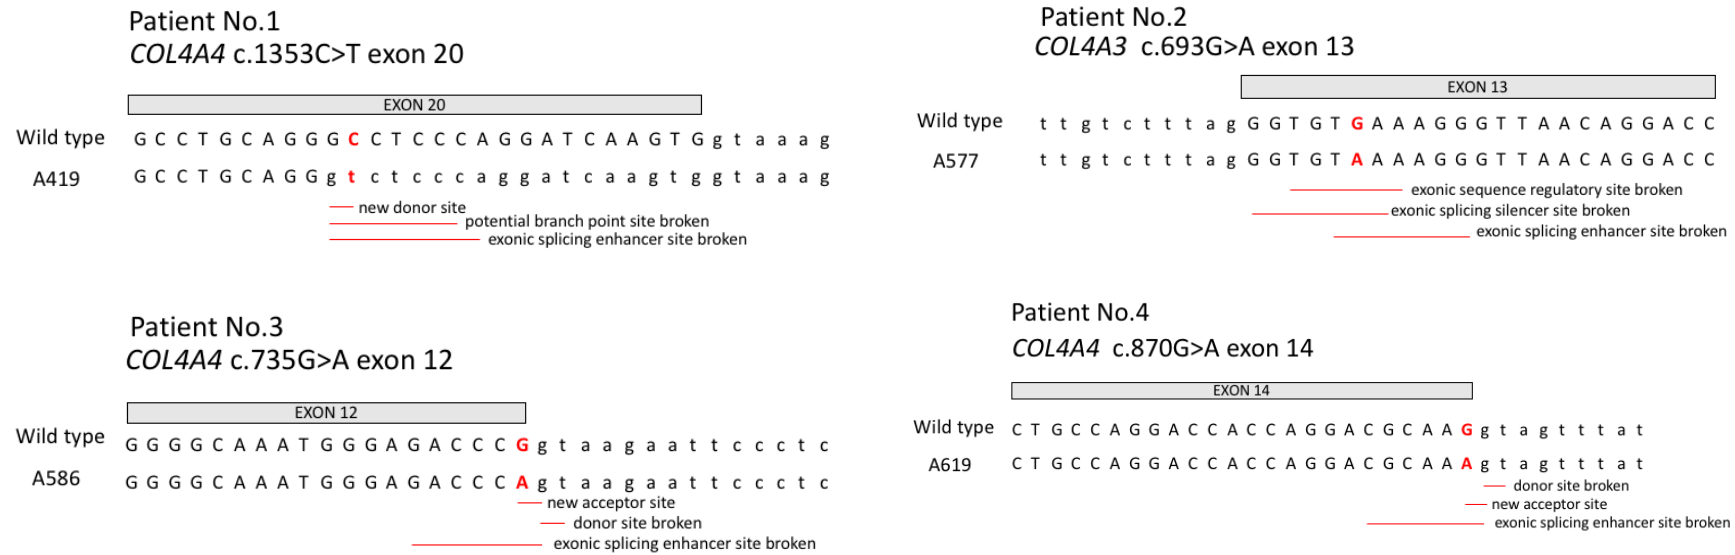 Patient No.1
COL4A4 c.1353C>T exon 20
EXON 20
Wild type G C C T G C A G G G C C T C C C A G G A T C A A G T G g t a a a g
A419 G C C T G C A G G g t c t c c c a g g a t c a a g t g g t a a a g
new donor site
potential branch point site broken
exonic splicing enhancer site broken
Patient No.2
COL4A3 c.693G>A exon 13
EXON 13
Wild type t t g t c t t t a g G G T G T G A A A G G G T T A A C A G G A C C
A577 t t g t c t t t a g G G T G T A A A A G G G T T A A C A G G A C C
exonic sequence regulatory site broken
exonic splicing silencer site broken
exonic splicing enhancer site broken
Patient No.3
COL4A4 c.735G>A exon 12
EXON 12
Wild type G G G G C A A A T G G G A G A C C C G g t a a g a a t t c c c t c
A586 G G G G C A A A T G G G A G A C C C A g t a a g a a t t c c c t c
new acceptor site
donor site broken
exonic splicing enhancer site broken
Patient No.4
COL4A4 c.870G>A exon 14
EXON 14
Wild type C T G C C A G G A C C A C C A G G A C G C A A G g t a g t t t a t
A619 C T G C C A G G A C C A C C A G G A C G C A A A g t a g t t t a t
donor site broken
new acceptor site
exonic splicing enhancer site broken